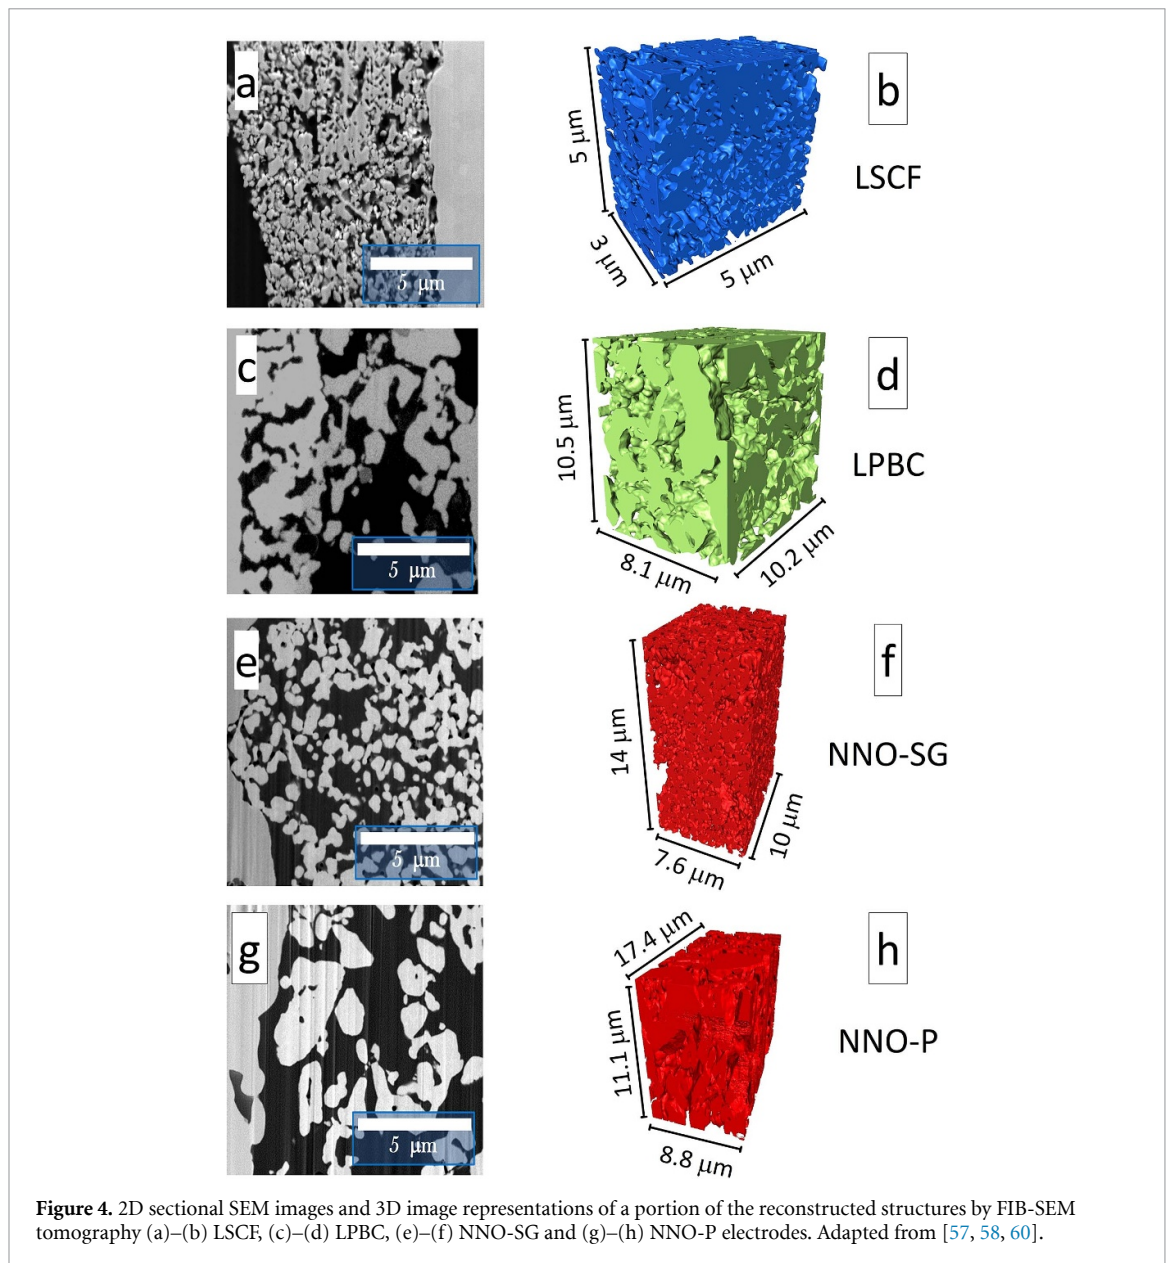 a
5 μm
5 μm
3 μm
5 μm
b
LSCF
c
5 μm
10.5 μm
8.1 μm
10.2 μm
d
LPBC
e
5 μm
14 μm
7.6 μm
10 μm
f
NNO-SG
g
5 μm
17.4 μm
11.1 μm
8.8 μm
h
NNO-P
Figure 4. 2D sectional SEM images and 3D image representations of a portion of the reconstructed structures by FIB-SEM
tomography (a)–(b) LSCF, (c)–(d) LPBC, (e)–(f) NNO-SG and (g)–(h) NNO-P electrodes. Adapted from [57, 58, 60].